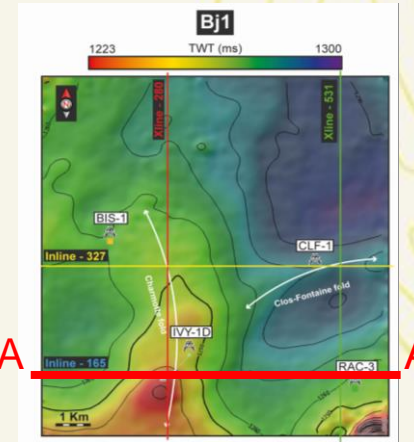 Bj1
1223 TWT (ms) 1300
N
Xline - 280
Xline - 531
BIS-1
CLF-1
Inline - 327
Charmotte fold
Clos-Fontaine fold
IVY-1D
A A
Inline - 165
RAC-3
1 Km